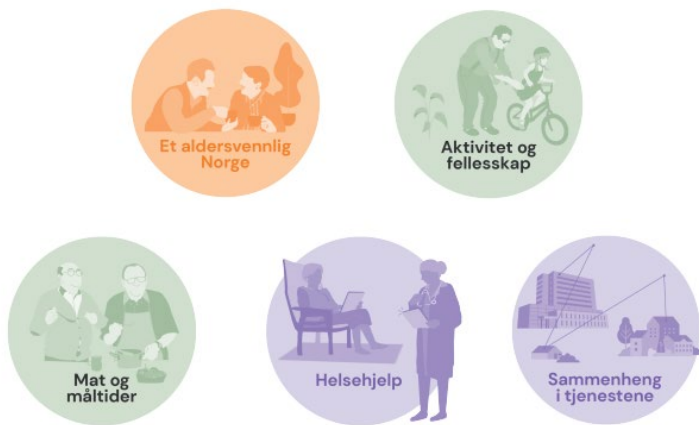 Et aldersvennlig
Norge
Aktivitet og
fellesskap
Mat og
måltider
Helsehjelp
Sammenheng
i tjenestene